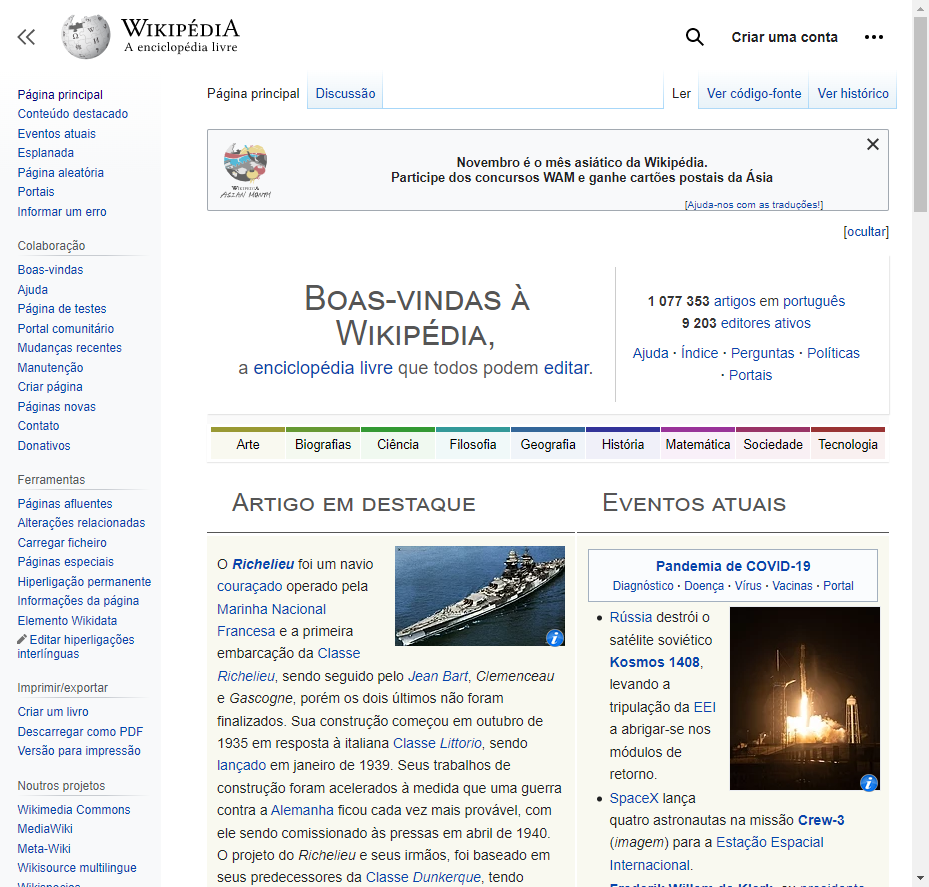 WIKIPÉDIA
A enciclopédia livre
Criar uma conta
Página principal
Conteúdo destacado
Eventos atuais
Esplanada
Página aleatória
Portais
Informar um erro
Colaboração
Boas-vindas
Ajuda
Página de testes
Portal comunitário
Mudanças recentes
Manutenção
Criar página
Páginas novas
Contato
Donativos
Ferramentas
Páginas afluentes
Alterações relacionadas
Carregar ficheiro
Páginas especiais
Hiperligação permanente
Informações da página
Elemento Wikidata
Editar hiperligações
interlínguas
Imprimir/exportar
Criar um livro
Descarregar como PDF
Versão para impressão
Noutros projetos
Wikimedia Commons
MediaWiki
Meta-Wiki
Wikisource multilingue
Wikispecies
Página principal Discussão Ler Ver código-fonte Ver histórico
WIKIPEDIA
ASIAN MONTH
Novembro é o mês asiático da Wikipédia.
Participe dos concursos WAM e ganhe cartões postais da Ásia
[Ajuda-nos com as traduções!]
[ocultar]
Boas-vindas à
Wikipédia,
a enciclopédia livre que todos podem editar.
1 077 353 artigos em português
9 203 editores ativos
Ajuda · Índice · Perguntas · Políticas
· Portais
Arte Biografias Ciência Filosofia Geografia História Matemática Sociedade Tecnologia
Artigo em destaque
O Richelieu foi um navio
couraçado operado pela
Marinha Nacional
Francesa e a primeira
embarcação da Classe
Richelieu, sendo seguido pelo Jean Bart, Clemenceau
e Gascogne, porém os dois últimos não foram
finalizados. Sua construção começou em outubro de
1935 em resposta à italiana Classe Littorio, sendo
lançado em janeiro de 1939. Seus trabalhos de
construção foram acelerados à medida que uma guerra
contra a Alemanha ficou cada vez mais provável, com
ele sendo comissionado às pressas em abril de 1940.
O projeto do Richelieu e seus irmãos, foi baseado em
seus predecessores da Classe Dunkerque, tendo
Eventos atuais
Pandemia de COVID-19
Diagnóstico · Doença · Vírus · Vacinas · Portal
• Rússia destrói o
satélite soviético
Kosmos 1408,
levando a
tripulação da EEI
a abrigar-se nos
módulos de
retorno.
• SpaceX lança
quatro astronautas na missão Crew-3
(imagem) para a Estação Espacial
Internacional.
Frederik Willem de Klerk, ex-presidente